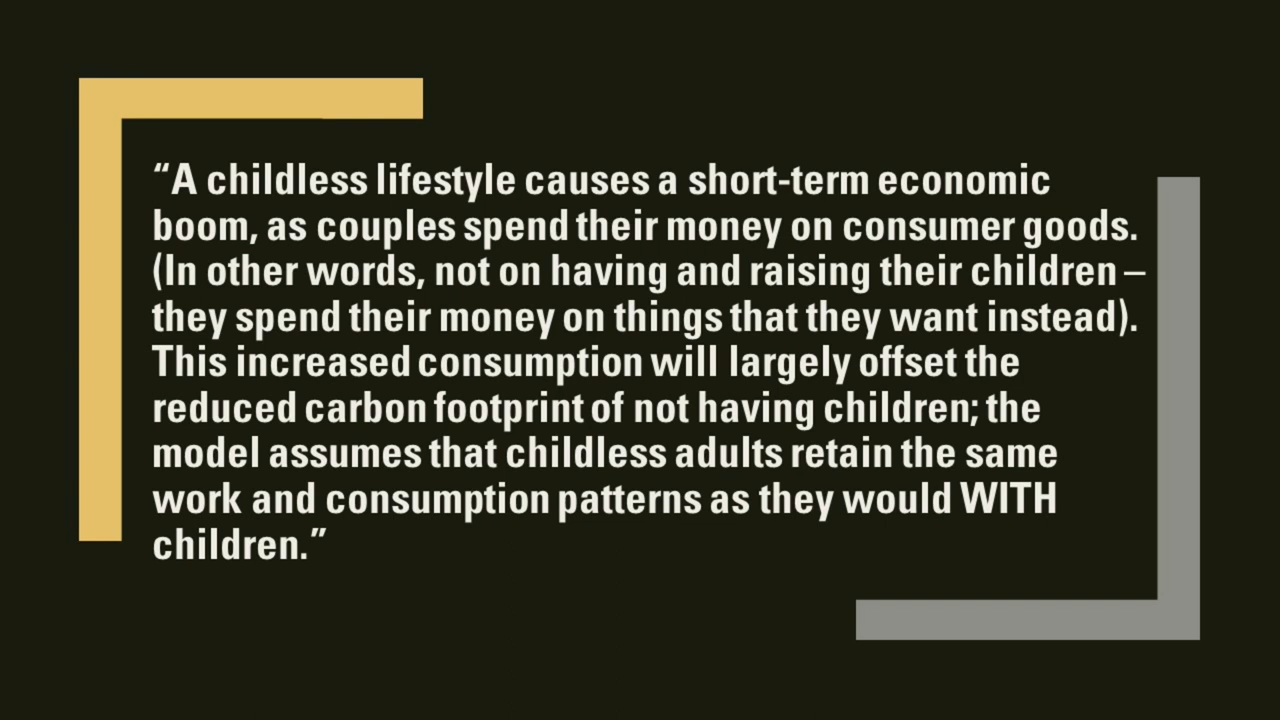 “A childless lifestyle causes a short-term economic
boom, as couples spend their money on consumer goods.
(In other words, not on having and raising their children –
they spend their money on things that they want instead).
This increased consumption will largely offset the
reduced carbon footprint of not having children; the
model assumes that childless adults retain the same
work and consumption patterns as they would WITH
children.”